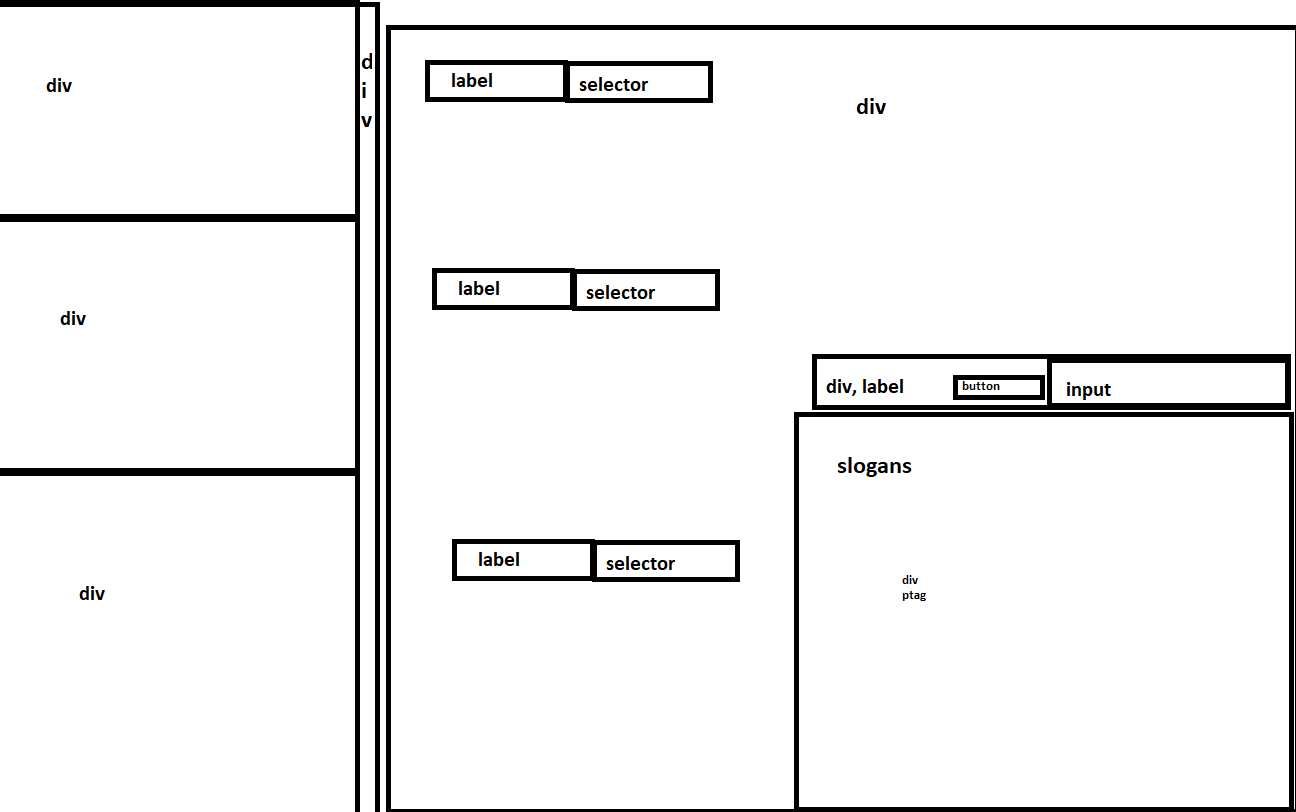 div
div
div
d
i
v
label
selector
div
label
selector
div, label
button
input
slogans
label
selector
div
ptag